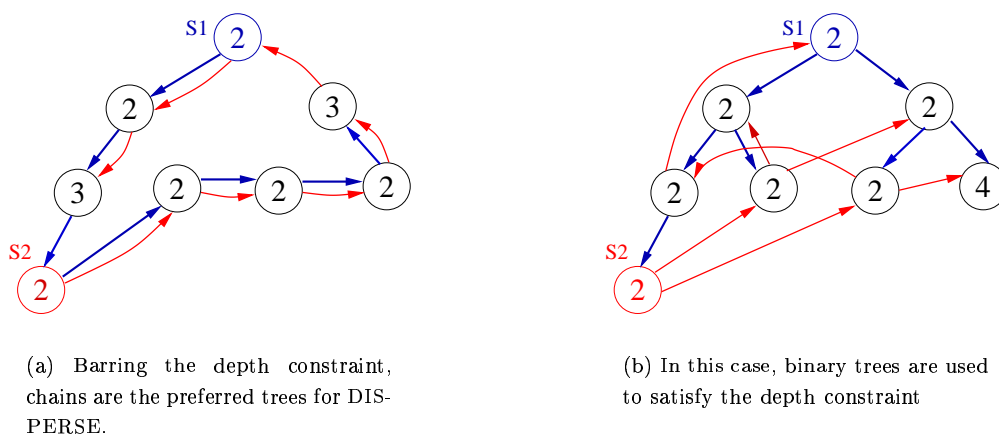 S1
2
2
3
3
2
2
2
S2
2
S1
2
2
2
2
2
2
4
S2
2
(a) Barring the depth constraint,
chains are the preferred trees for DIS-
PERSE.
(b) In this case, binary trees are used
to satisfy the depth constraint